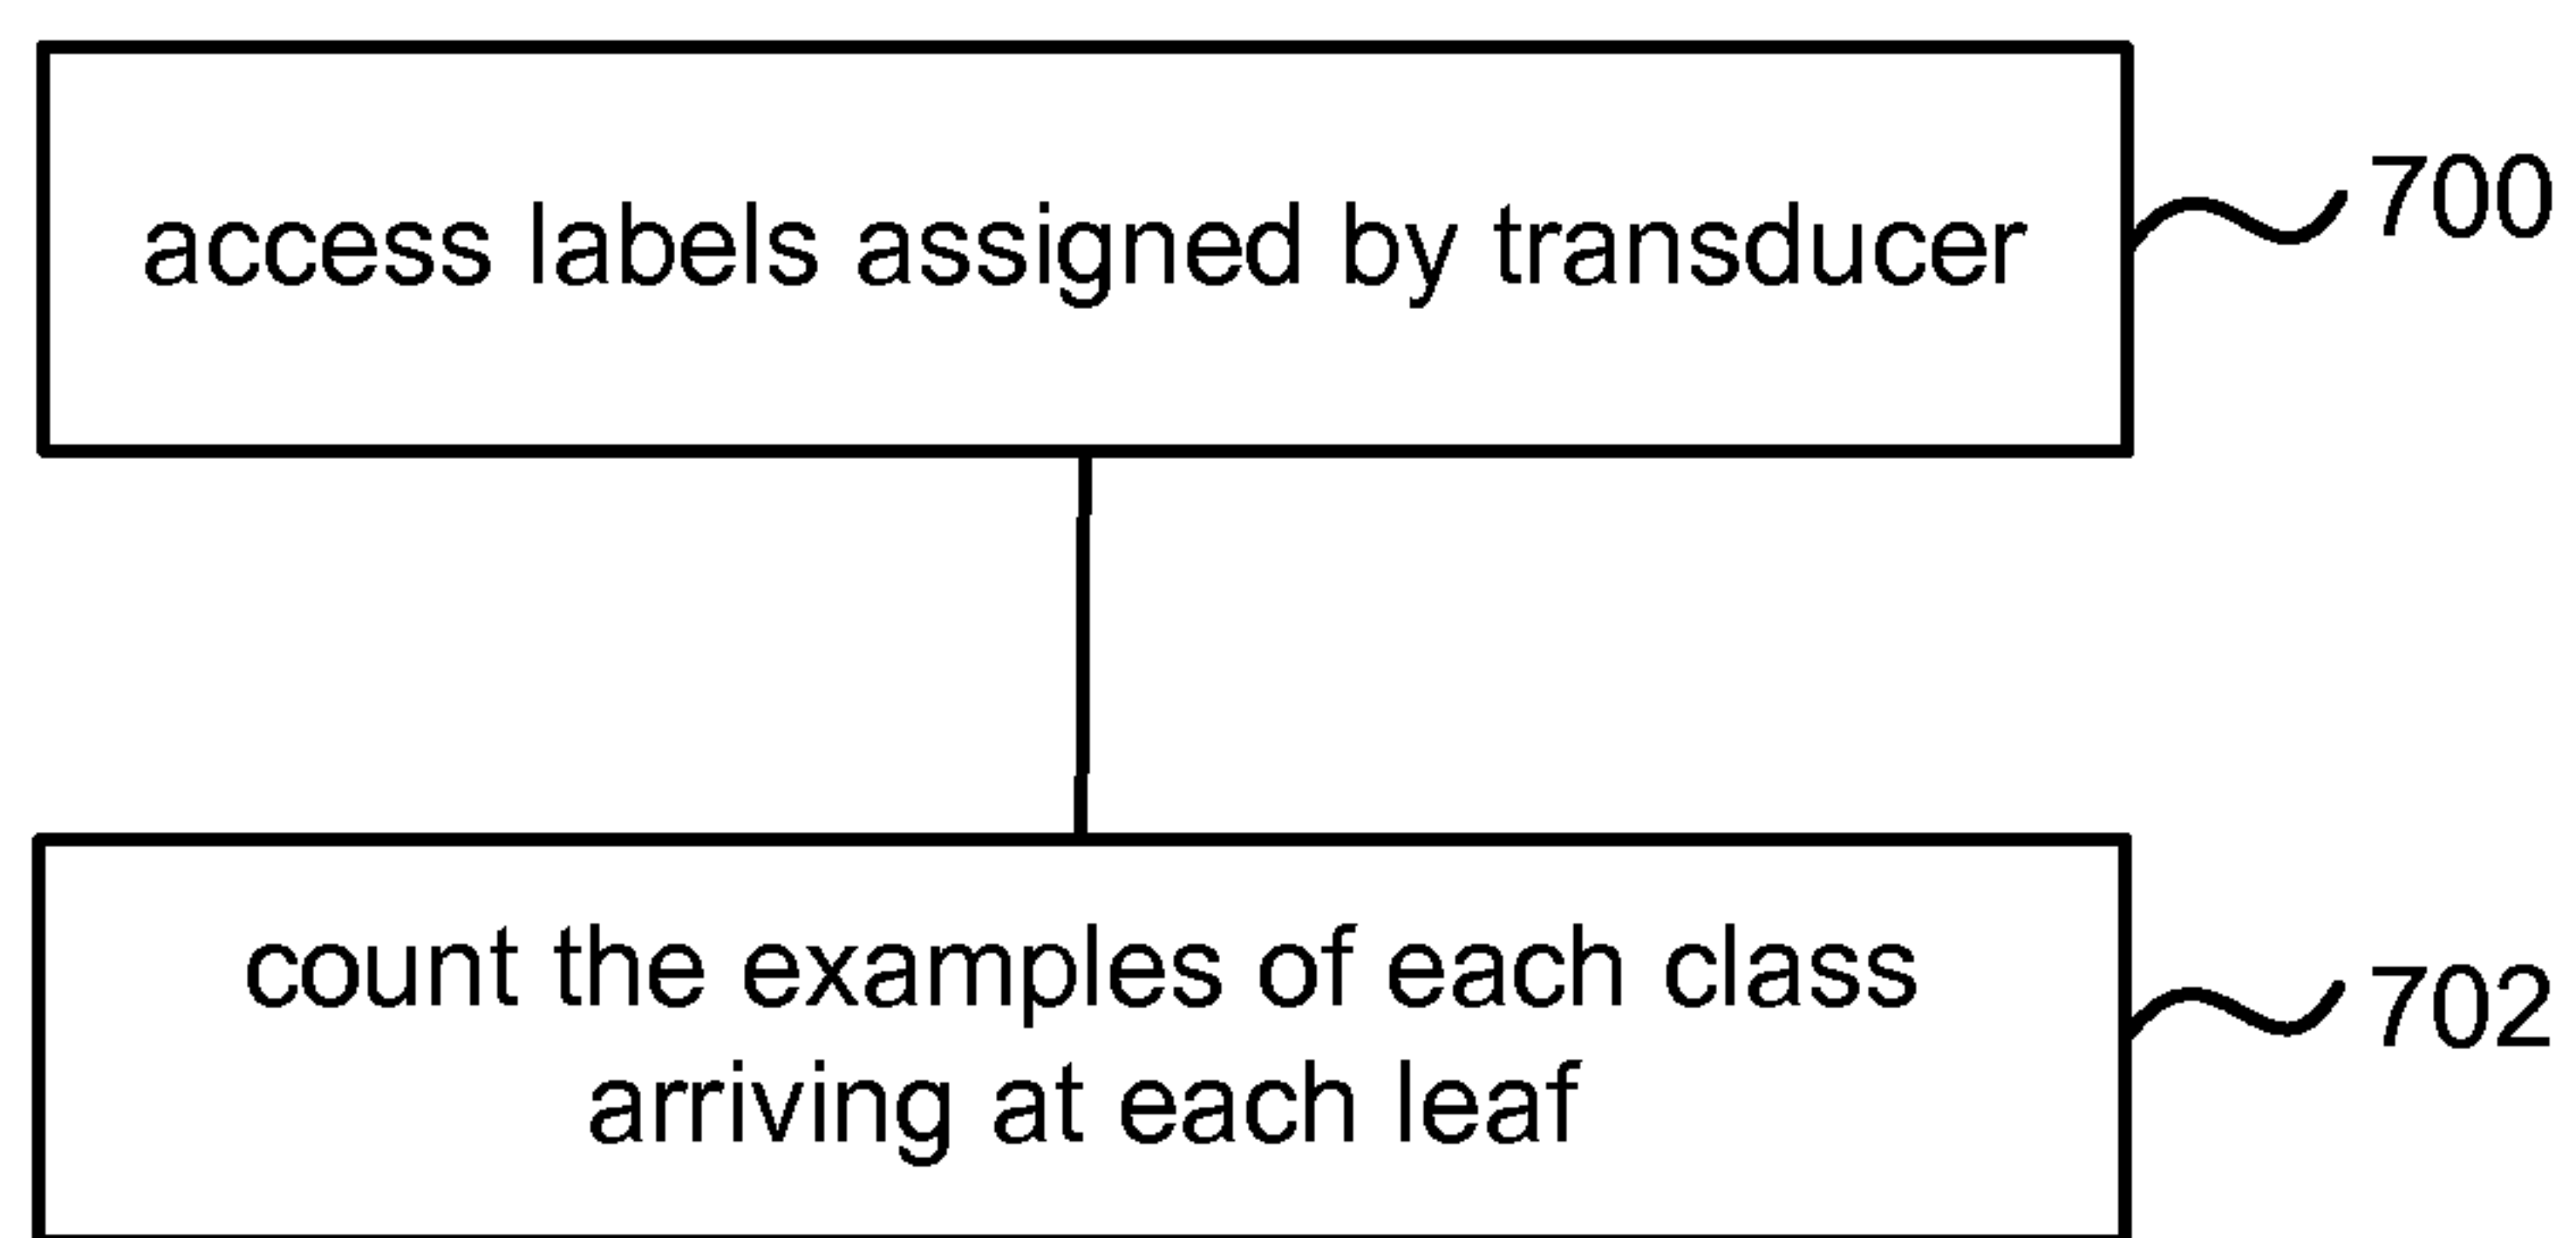 access labels assigned by transducer
700
count the examples of each class
arriving at each leaf
702